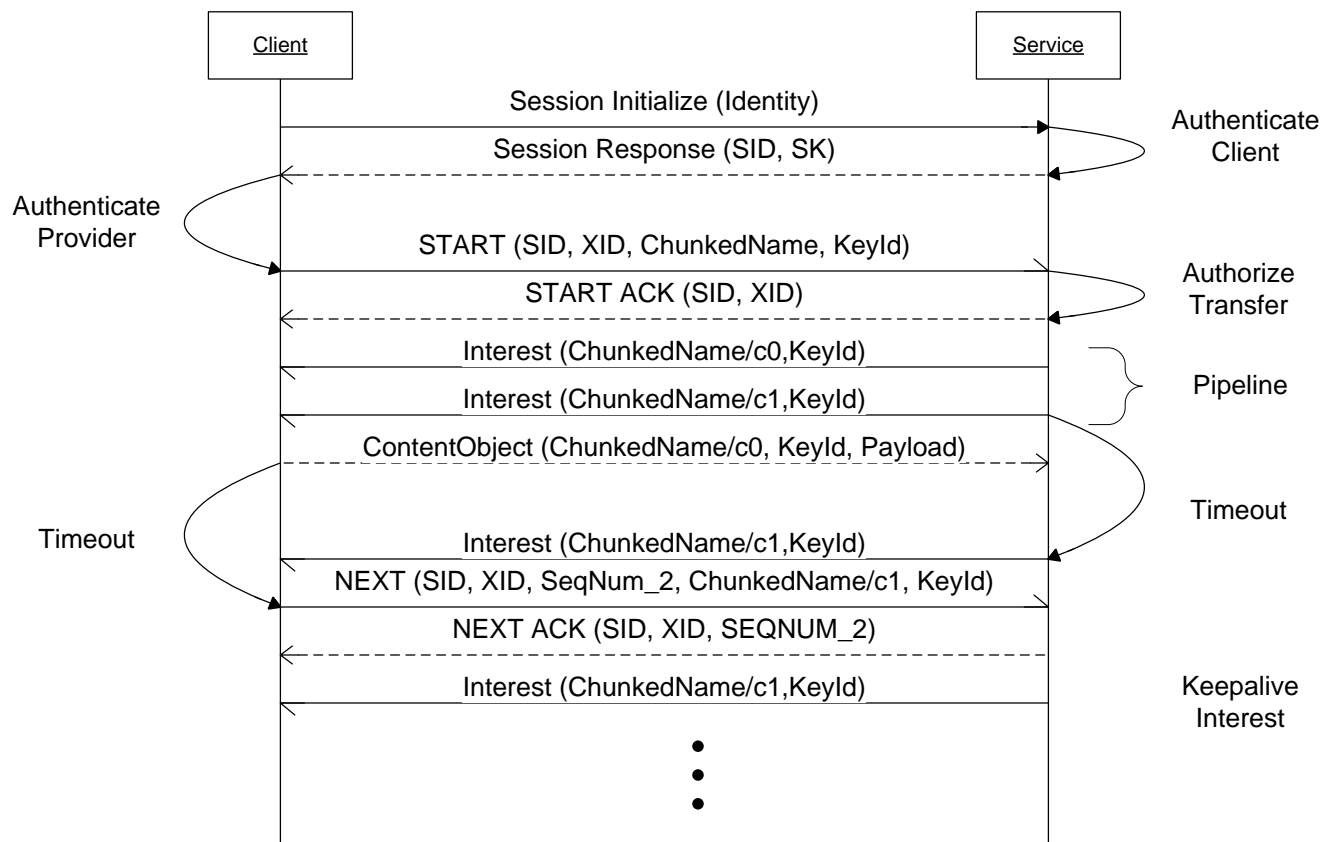 Client
Service
Session Initialize (Identity)
Authenticate
Client
Session Response (SID, SK)
Authenticate
Provider
START (SID, XID, ChunkedName, KeyId)
Authorize
Transfer
START ACK (SID, XID)
Interest (ChunkedName/c0,KeyId)
Pipeline
Interest (ChunkedName/c1,KeyId)
ContentObject (ChunkedName/c0, KeyId, Payload)
Timeout
Timeout
Interest (ChunkedName/c1,KeyId)
NEXT (SID, XID, SeqNum_2, ChunkedName/c1, KeyId)
NEXT ACK (SID, XID, SEQNUM_2)
Interest (ChunkedName/c1,KeyId)
Keepalive
Interest